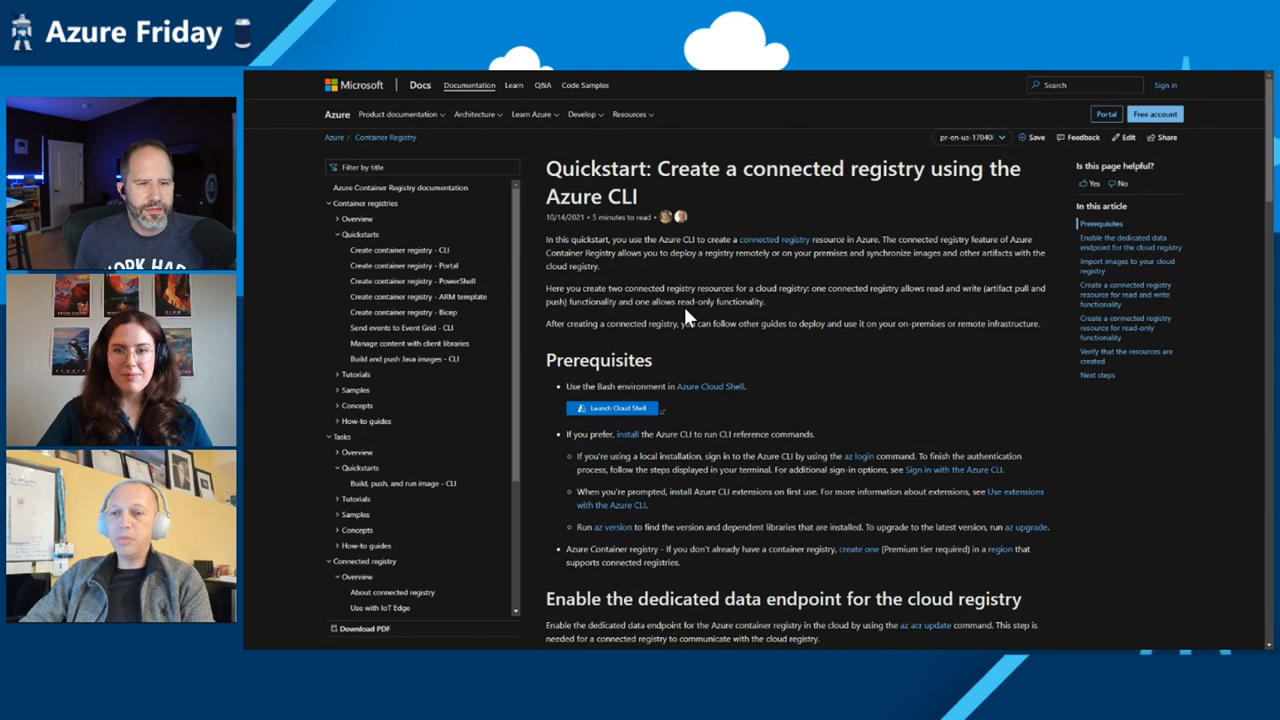 Azure Friday
WORK HARD
Microsoft | Docs Documentation Learn Q&A Code Samples
Search
Sign in
Azure Product documentation Architecture Learn Azure Develop Resources
Portal Free account
Azure / Container Registry
pr-en-us-17040 Save Feedback Edit Share
Filter by title
Azure Container Registry documentation
Container registries
Overview
Quickstarts
Create container registry - CLI
Create container registry - Portal
Create container registry - PowerShell
Create container registry - ARM template
Create container registry - Bicep
Send events to Event Grid - CLI
Manage content with client libraries
Build and push Java images - CLI
Tutorials
Samples
Concepts
How-to guides
Tasks
Overview
Quickstarts
Build, push, and run image - CLI
Tutorials
Samples
Concepts
How-to guides
Connected registry
Overview
About connected registry
Use with IoT Edge
Download PDF
Quickstart: Create a connected registry using the
Azure CLI
10/14/2021 • 5 minutes to read •
In this quickstart, you use the Azure CLI to create a connected registry resource in Azure. The connected registry feature of Azure
Container Registry allows you to deploy a registry remotely or on your premises and synchronize images and other artifacts with the
cloud registry.
Here you create two connected registry resources for a cloud registry: one connected registry allows read and write (artifact pull and
push) functionality and one allows read-only functionality.
After creating a connected registry, you can follow other guides to deploy and use it on your on-premises or remote infrastructure.
Prerequisites
• Use the Bash environment in Azure Cloud Shell.
Launch Cloud Shell
• If you prefer, install the Azure CLI to run CLI reference commands.
If you're using a local installation, sign in to the Azure CLI by using the az login command. To finish the authentication
process, follow the steps displayed in your terminal. For additional sign-in options, see Sign in with the Azure CLI.
When you're prompted, install Azure CLI extensions on first use. For more information about extensions, see Use extensions
with the Azure CLI.
Run az version to find the version and dependent libraries that are installed. To upgrade to the latest version, run az upgrade.
• Azure Container registry - If you don't already have a container registry, create one (Premium tier required) in a region that
supports connected registries.
Enable the dedicated data endpoint for the cloud registry
Enable the dedicated data endpoint for the Azure container registry in the cloud by using the az acr update command. This step is
needed for a connected registry to communicate with the cloud registry.
Is this page helpful?
Yes No
In this article
Prerequisites
Enable the dedicated data
endpoint for the cloud registry
Import images to your cloud
registry
Create a connected registry
resource for read and write
functionality
Create a connected registry
resource for read-only
functionality
Verify that the resources are
created
Next steps